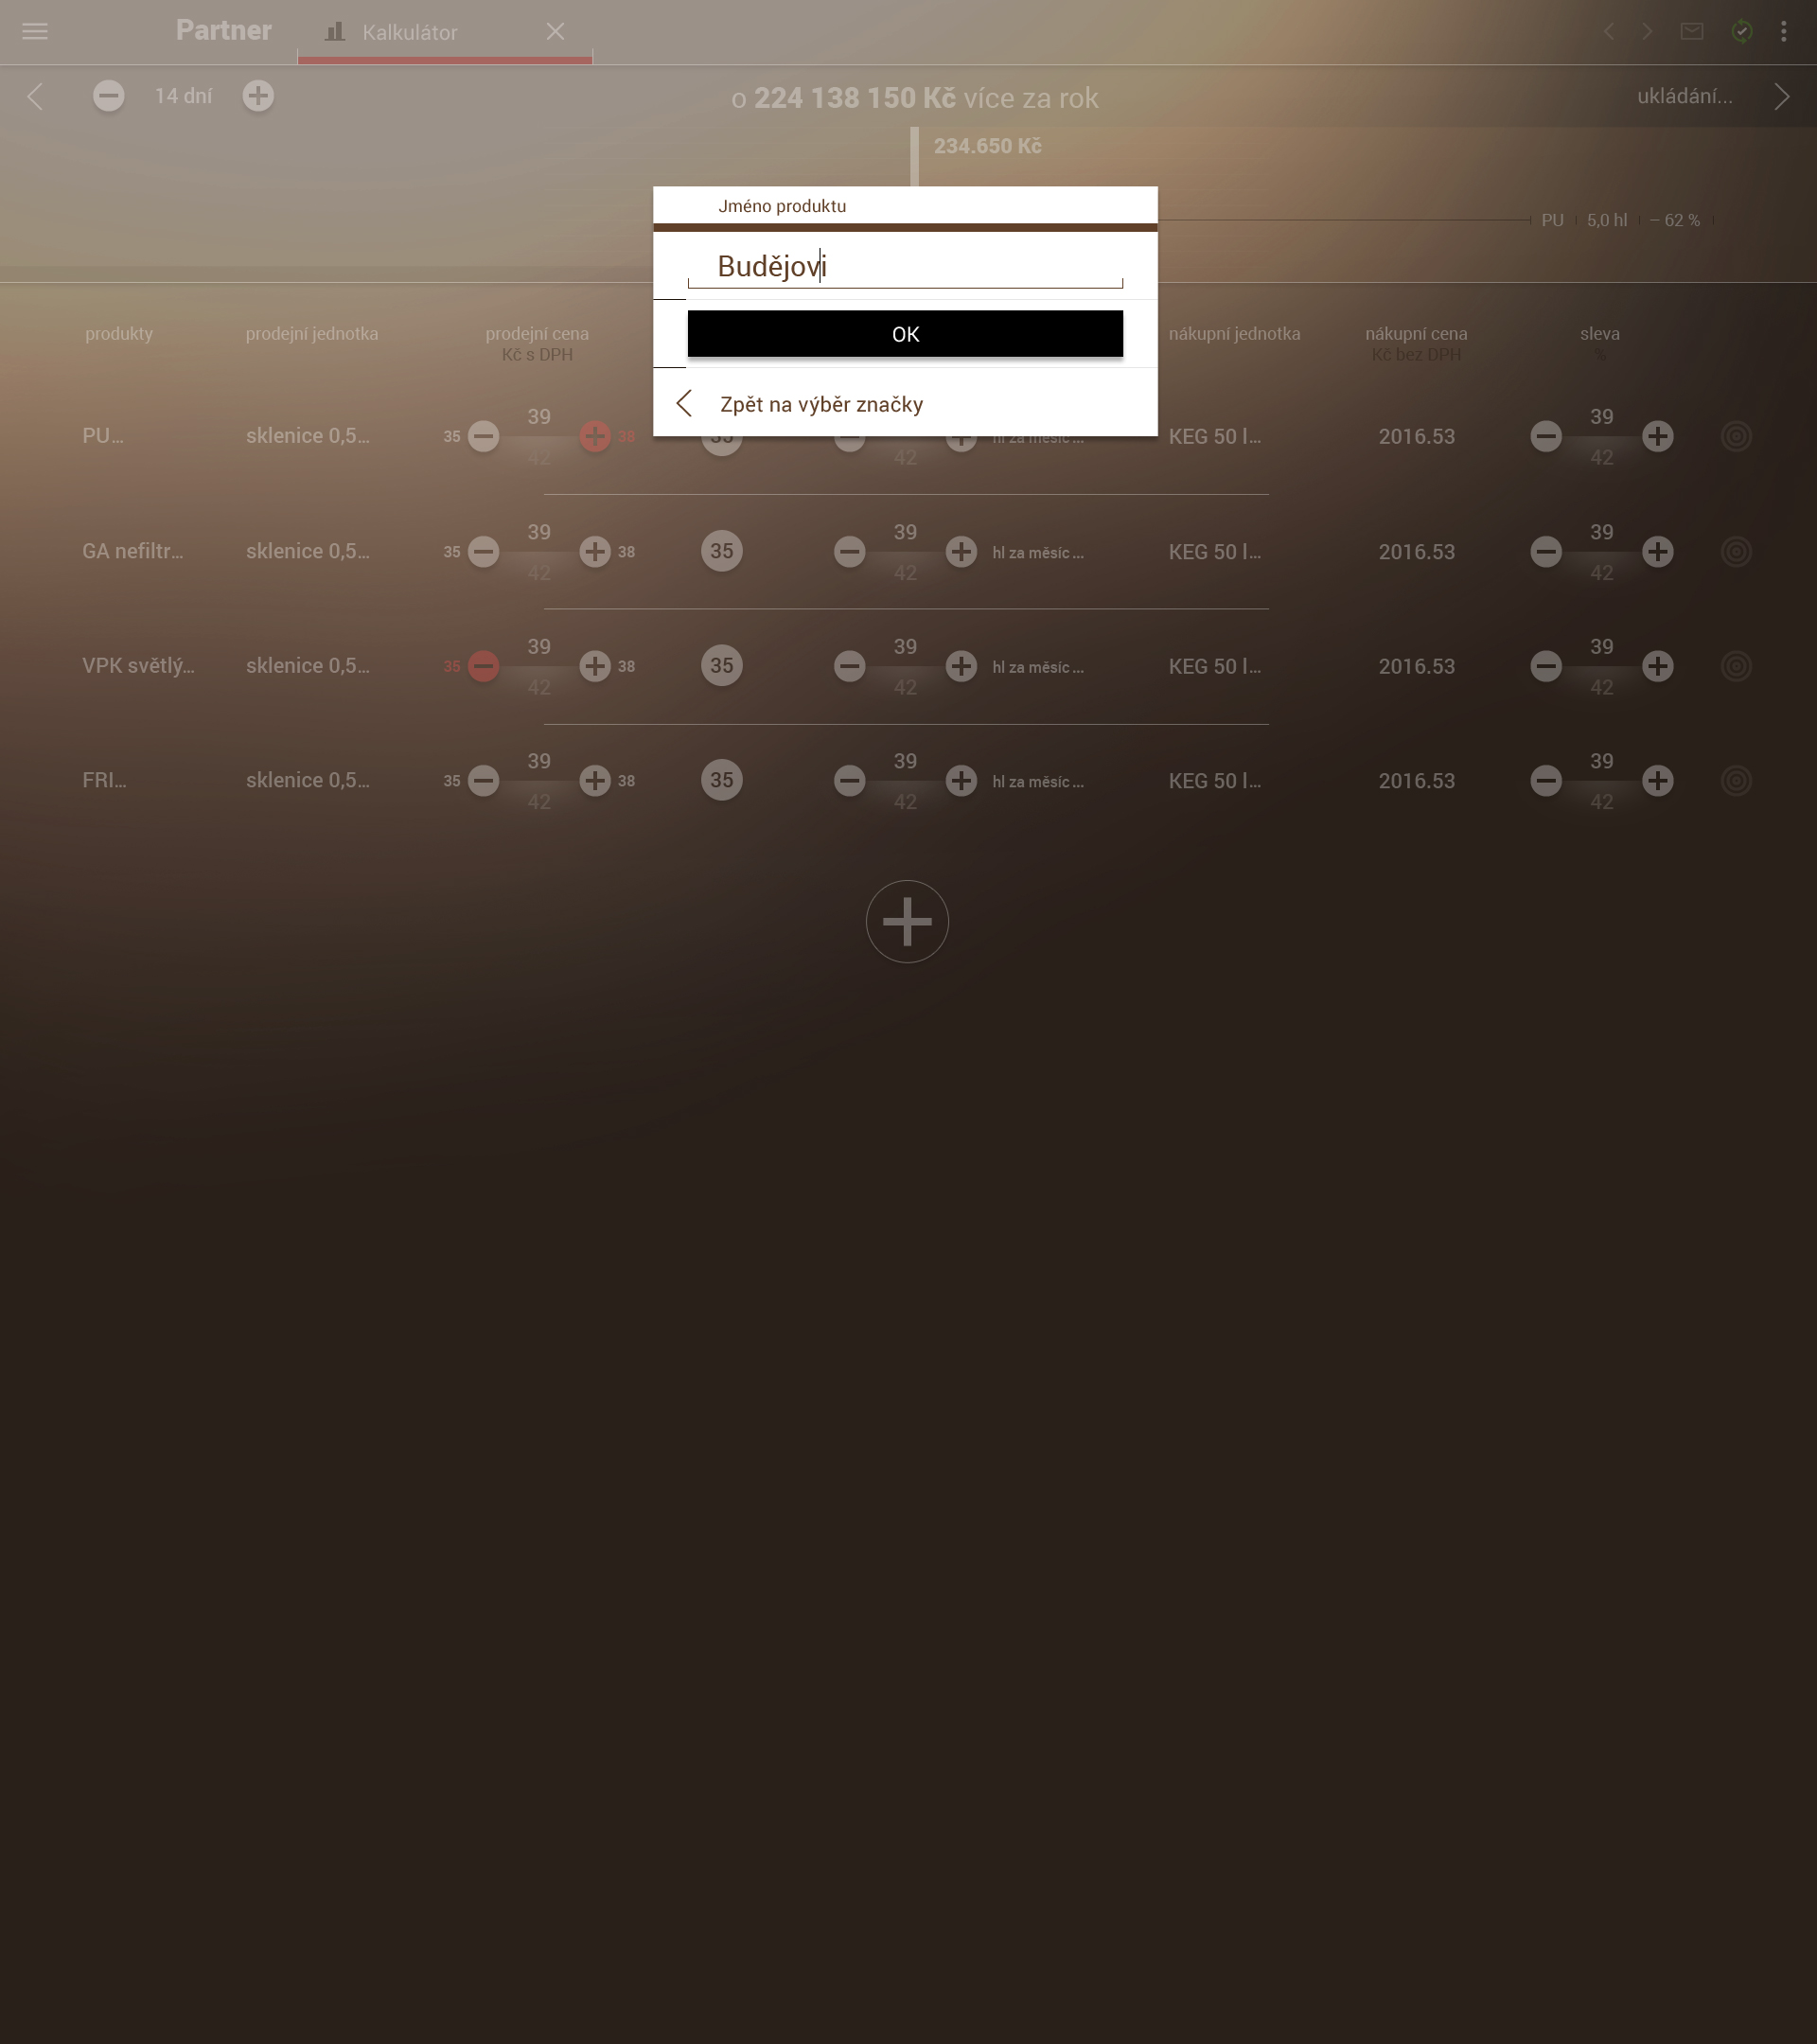 Partner Kalkulátor
14 dní o 224 138 150 Kč více za rok ukládání...
234.650 Kč
Jméno produktu
PU 5,0 hl – 62 %
Budějovi
OK
Zpět na výběr značky
produkty prodejní jednotka prodejní cena nákupní jednotka nákupní cena sleva
Kč s DPH Kč bez DPH %
39 39
PU... sklenice 0,5... 35 38 35 hl za měsíc ... KEG 50 l... 2016.53
42 42 42
39 39 39
GA nefiltr... sklenice 0,5... 35 38 35 hl za měsíc ... KEG 50 l... 2016.53
42 42 42
39 39 39
VPK světlý... sklenice 0,5... 35 38 35 hl za měsíc ... KEG 50 l... 2016.53
42 42 42
39 39 39
FRI... sklenice 0,5... 35 38 35 hl za měsíc ... KEG 50 l... 2016.53
42 42 42